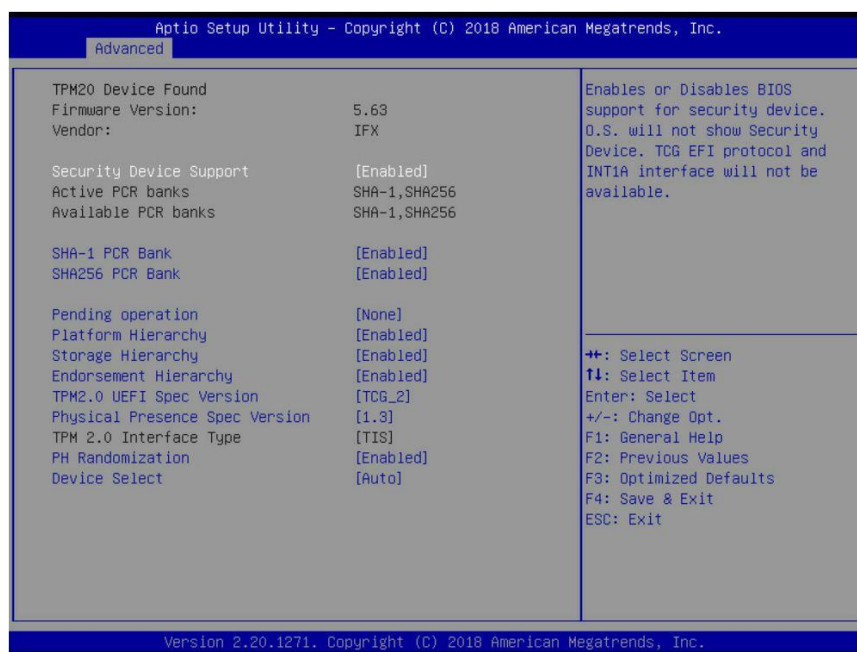 Aptio Setup Utility – Copyright (C) 2018 American Megatrends, Inc.
Advanced
TPM20 Device Found
Firmware Version: 5.63
Vendor: IFX
Security Device Support [Enabled]
Active PCR banks SHA-1,SHA256
Available PCR banks SHA-1,SHA256
SHA-1 PCR Bank [Enabled]
SHA256 PCR Bank [Enabled]
Pending operation [None]
Platform Hierarchy [Enabled]
Storage Hierarchy [Enabled]
Endorsement Hierarchy [Enabled]
TPM2.0 UEFI Spec Version [TCG_2]
Physical Presence Spec Version [1.3]
TPM 2.0 Interface Type [TIS]
PH Randomization [Enabled]
Device Select [Auto]
Enables or Disables BIOS
support for security device.
O.S. will not show Security
Device. TCG EFI protocol and
INT1A interface will not be
available.
→←: Select Screen
↑↓: Select Item
Enter: Select
+/-: Change Opt.
F1: General Help
F2: Previous Values
F3: Optimized Defaults
F4: Save & Exit
ESC: Exit
Version 2.20.1271. Copyright (C) 2018 American Megatrends, Inc.